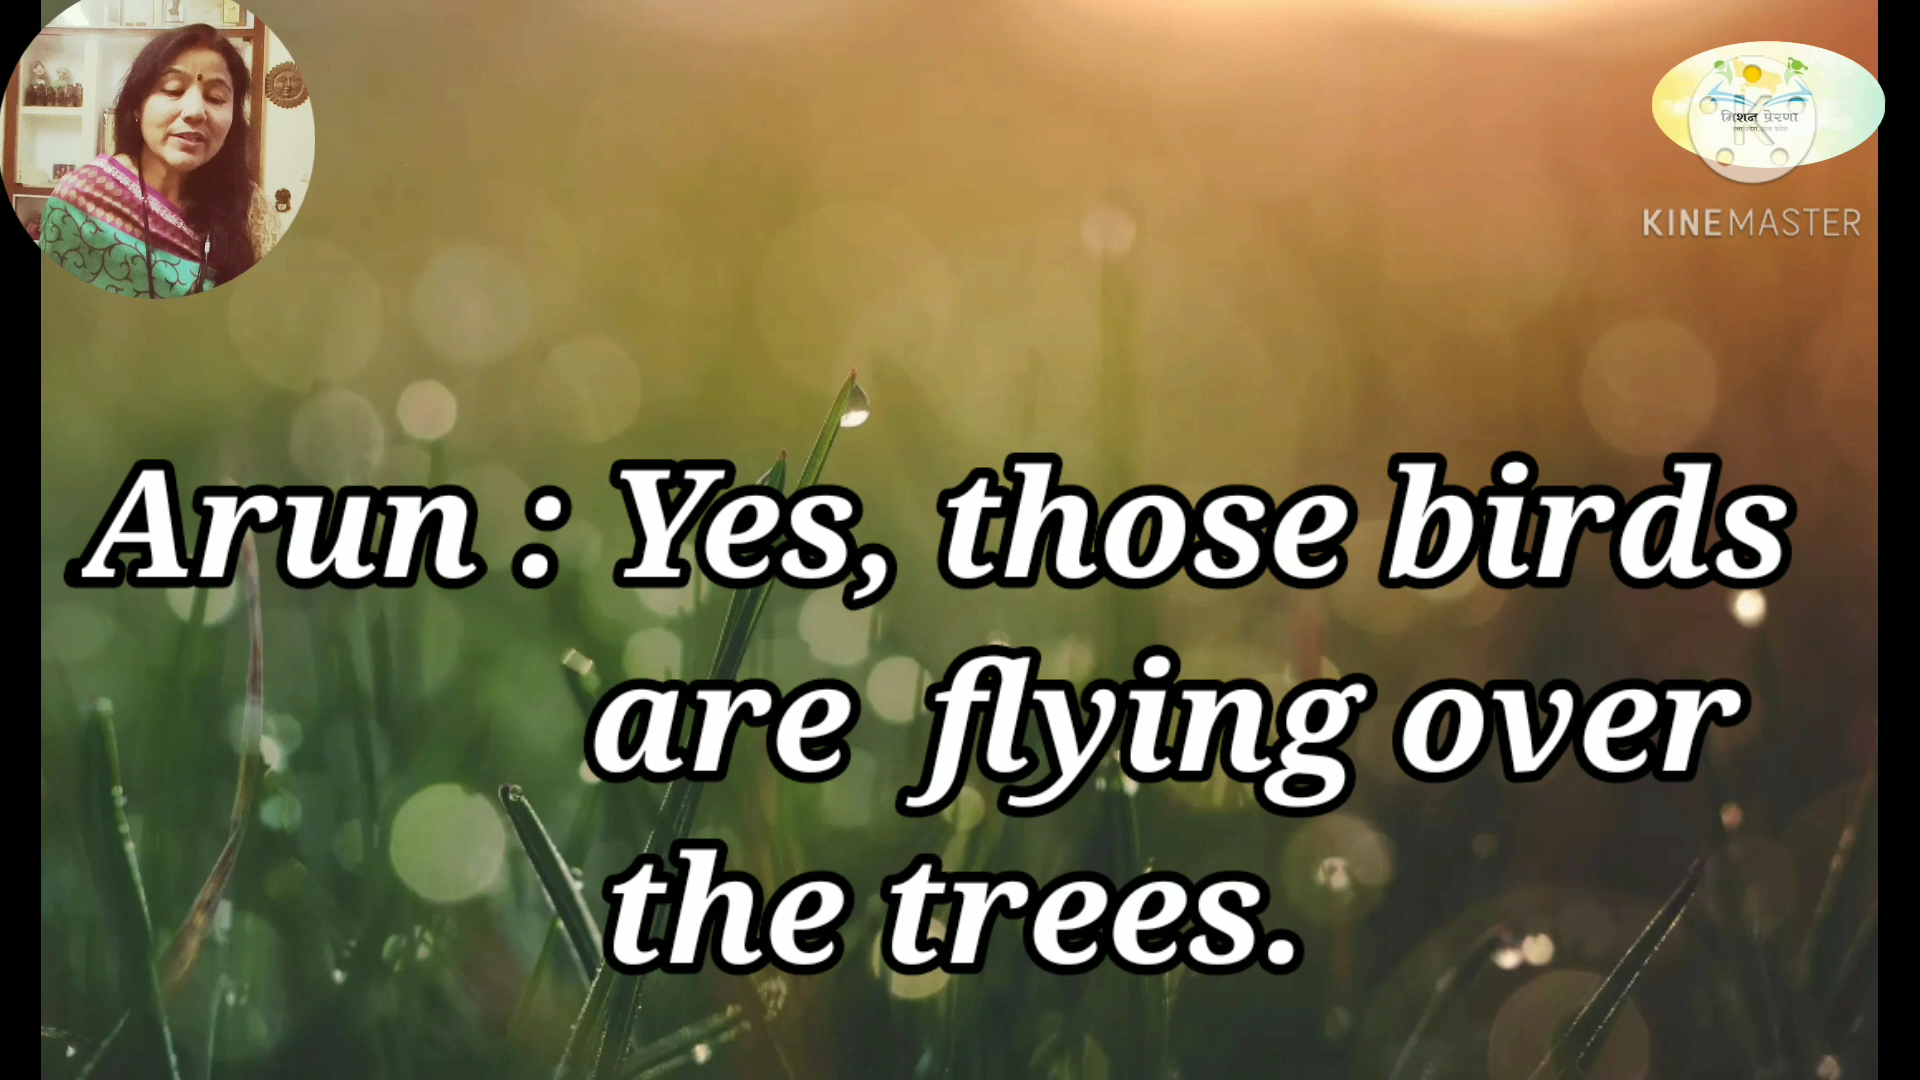 मिशन प्रेरणा
KINEMASTER
Arun : Yes, those birds
are flying over
the trees.